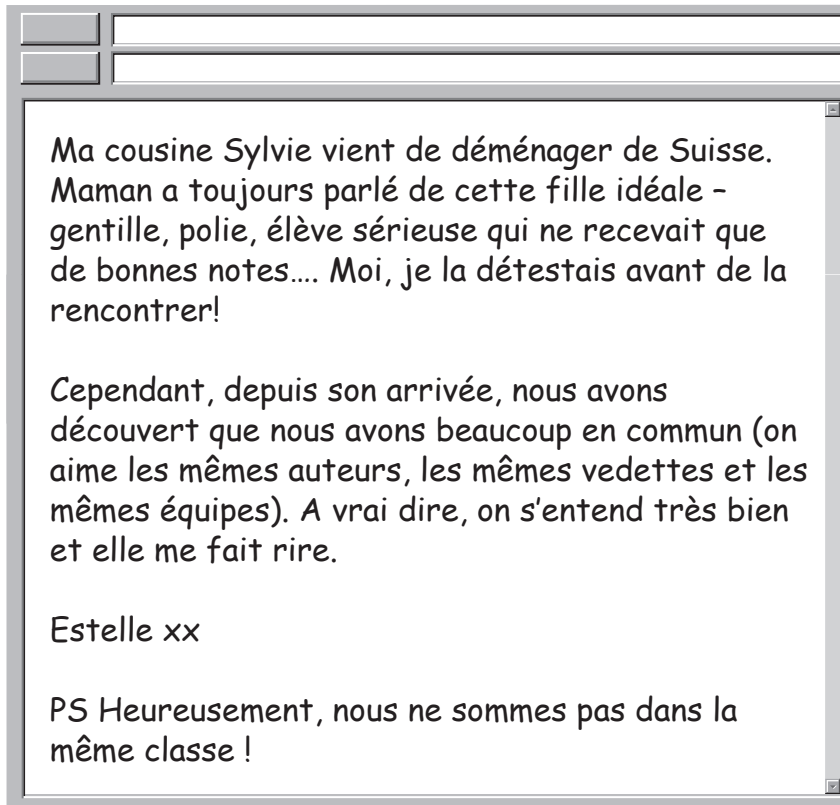 Ma cousine Sylvie vient de déménager de Suisse.
Maman a toujours parlé de cette fille idéale –
gentille, polie, élève sérieuse qui ne recevait que
de bonnes notes…. Moi, je la détestais avant de la
rencontrer!
Cependant, depuis son arrivée, nous avons
découvert que nous avons beaucoup en commun (on
aime les mêmes auteurs, les mêmes vedettes et les
mêmes équipes). A vrai dire, on s'entend très bien
et elle me fait rire.
Estelle xx
PS Heureusement, nous ne sommes pas dans la
même classe !